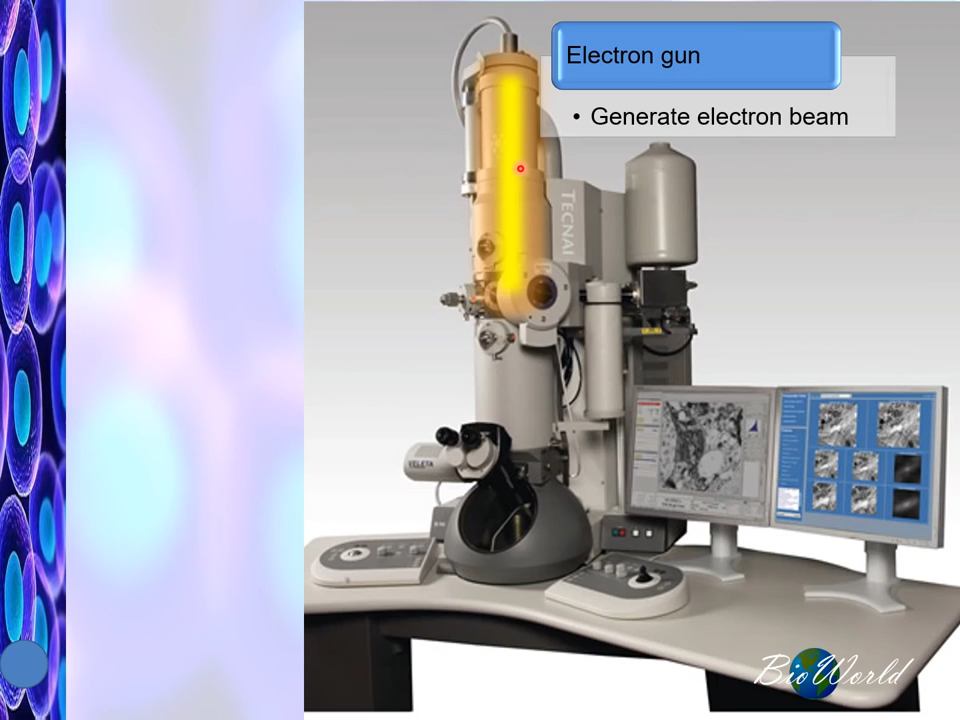 Electron gun
• Generate electron beam
TECNAI
VELETA
BioWorld